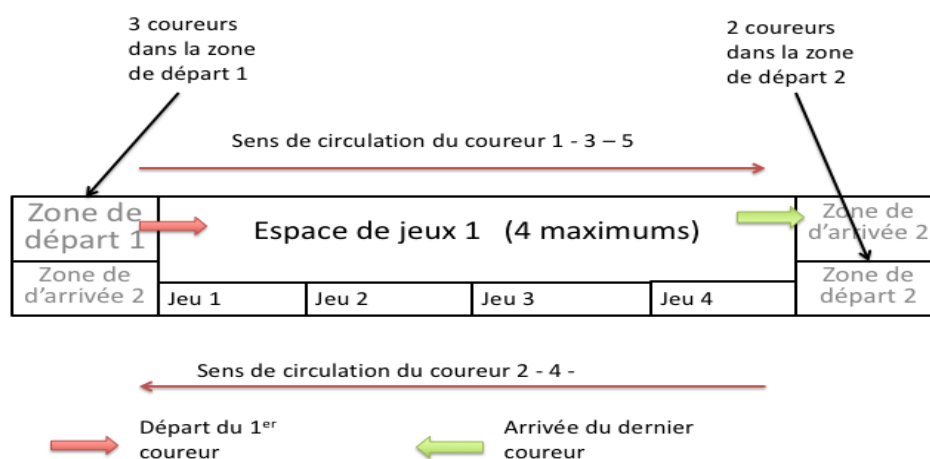 3 coureurs
dans la zone
de départ 1
2 coureurs
dans la zone
de départ 2
Sens de circulation du coureur 1 - 3 – 5
Zone de
départ 1
Espace de jeux 1 (4 maximums)
Zone de
d'arrivée 2
Zone de
d'arrivée 2
Jeu 1
Jeu 2
Jeu 3
Jeu 4
Zone de
départ 2
Sens de circulation du coureur 2 - 4 -
Départ du 1er
coureur
Arrivée du dernier
coureur